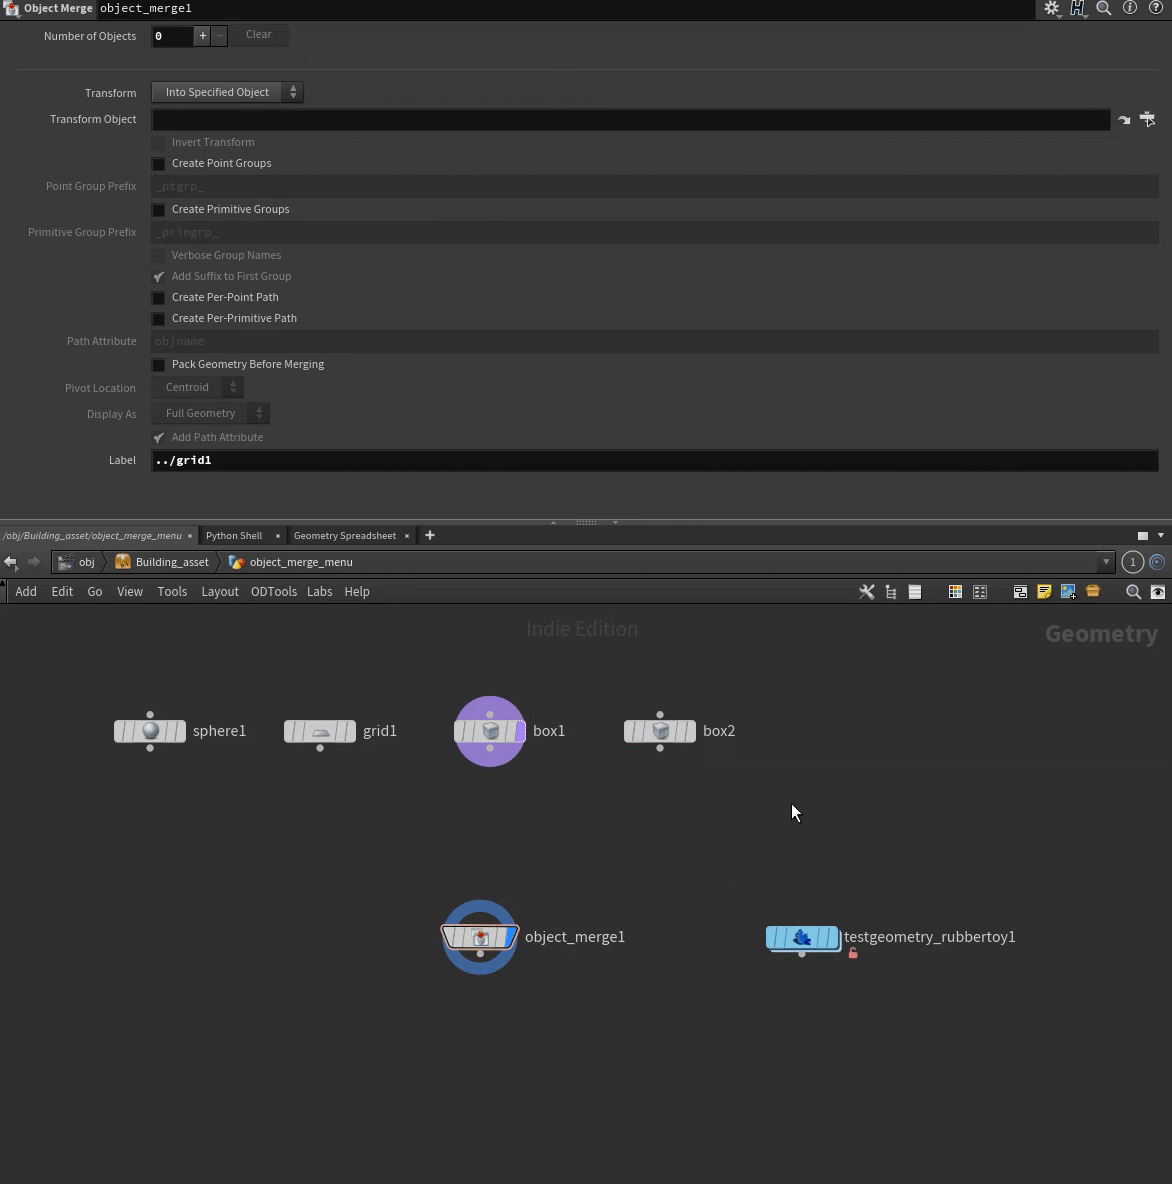 Object Merge object_merge1
Number of Objects 0 + − Clear
Transform Into Specified Object
Transform Object
Invert Transform
Create Point Groups
Point Group Prefix _ptgrp_
Create Primitive Groups
Primitive Group Prefix _primgrp_
Verbose Group Names
Add Suffix to First Group
Create Per-Point Path
Create Per-Primitive Path
Path Attribute objname
Pack Geometry Before Merging
Pivot Location Centroid
Display As Full Geometry
Add Path Attribute
Label ../grid1
/obj/Building_asset/object_merge_menu × Python Shell × Geometry Spreadsheet × +
obj Building_asset object_merge_menu 1
Add Edit Go View Tools Layout ODTools Labs Help
Indie Edition Geometry
sphere1 grid1 box1 box2
object_merge1 testgeometry_rubbertoy1